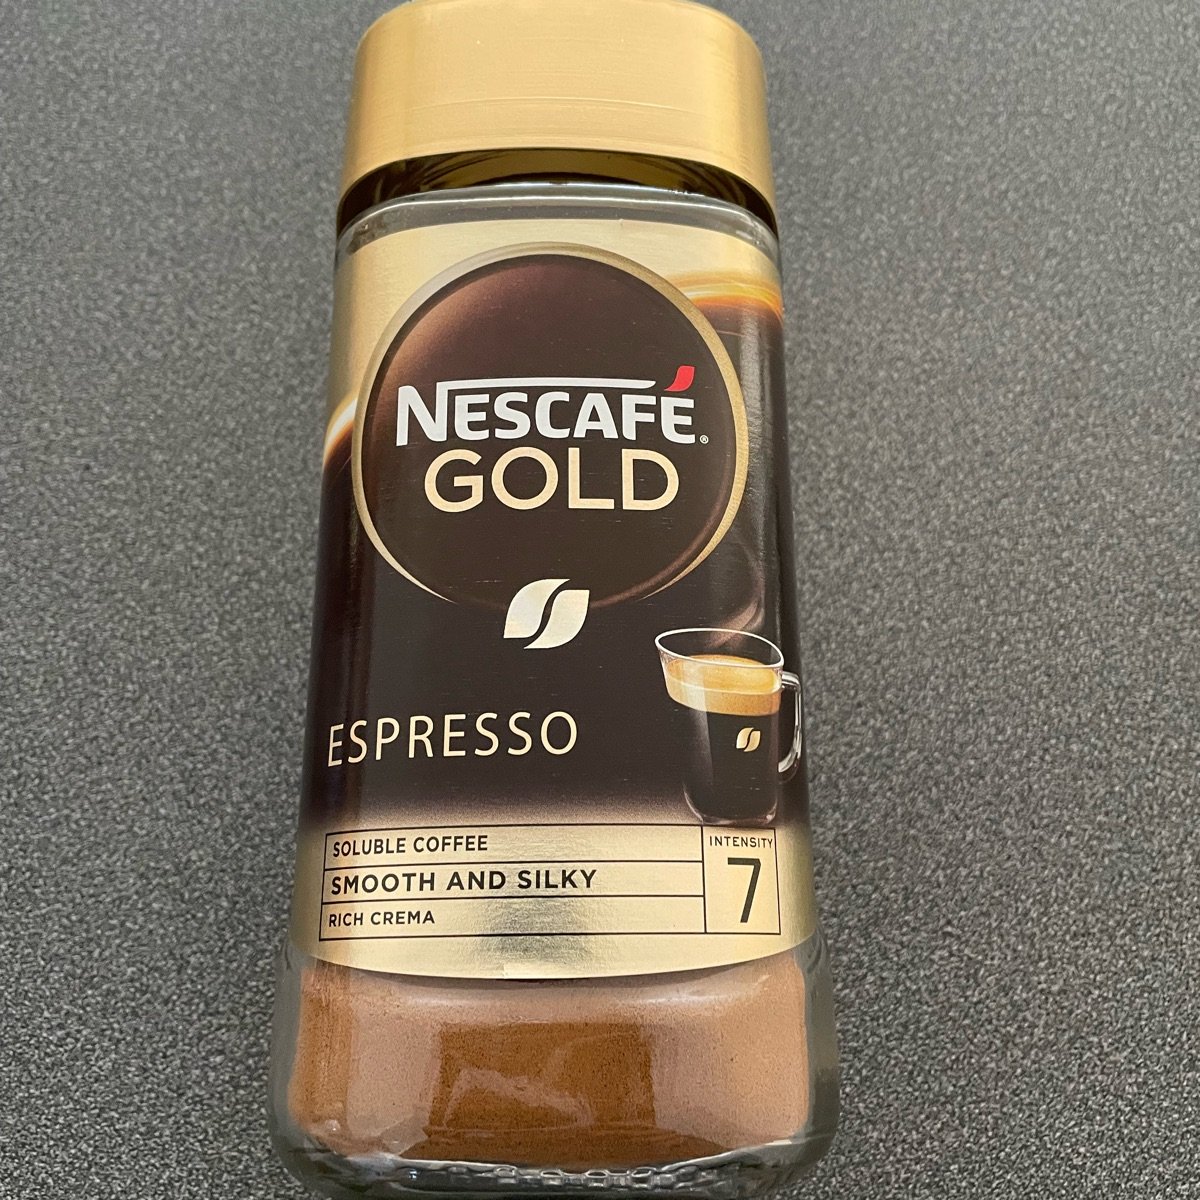 NESCAFÉ®
GOLD
ESPRESSO
SOLUBLE COFFEE
SMOOTH AND SILKY
RICH CREMA
INTENSITY
7